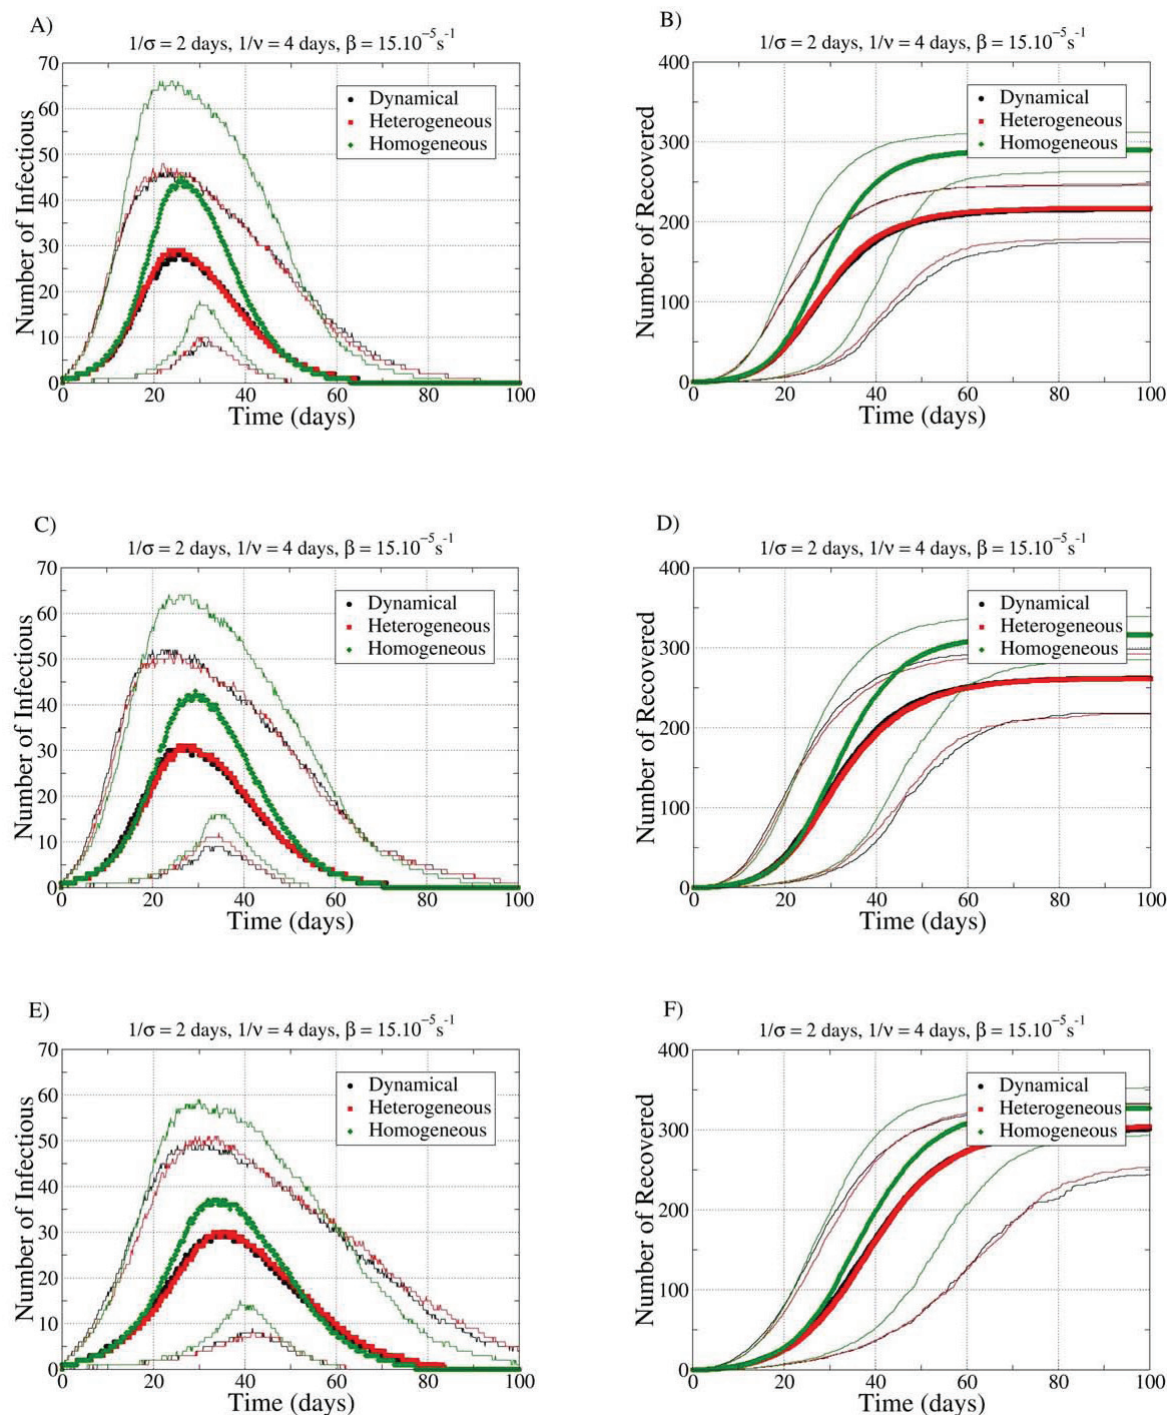 A)
1/σ = 2 days, 1/ν = 4 days, β = 15.10⁻⁵s⁻¹
70
60
50
40
30
20
10
0
Number of Infectious
Dynamical
Heterogeneous
Homogeneous
0 20 40 60 80 100
Time (days)
B)
1/σ = 2 days, 1/ν = 4 days, β = 15.10⁻⁵s⁻¹
400
300
200
100
0
Number of Recovered
Dynamical
Heterogeneous
Homogeneous
0 20 40 60 80 100
Time (days)
C)
1/σ = 2 days, 1/ν = 4 days, β = 15.10⁻⁵s⁻¹
70
60
50
40
30
20
10
0
Number of Infectious
Dynamical
Heterogeneous
Homogeneous
0 20 40 60 80 100
Time (days)
D)
1/σ = 2 days, 1/ν = 4 days, β = 15.10⁻⁵s⁻¹
400
300
200
100
0
Number of Recovered
Dynamical
Heterogeneous
Homogeneous
0 20 40 60 80 100
Time (days)
E)
1/σ = 2 days, 1/ν = 4 days, β = 15.10⁻⁵s⁻¹
70
60
50
40
30
20
10
0
Number of Infectious
Dynamical
Heterogeneous
Homogeneous
0 20 40 60 80 100
Time (days)
F)
1/σ = 2 days, 1/ν = 4 days, β = 15.10⁻⁵s⁻¹
400
300
200
100
0
Number of Recovered
Dynamical
Heterogeneous
Homogeneous
0 20 40 60 80 100
Time (days)